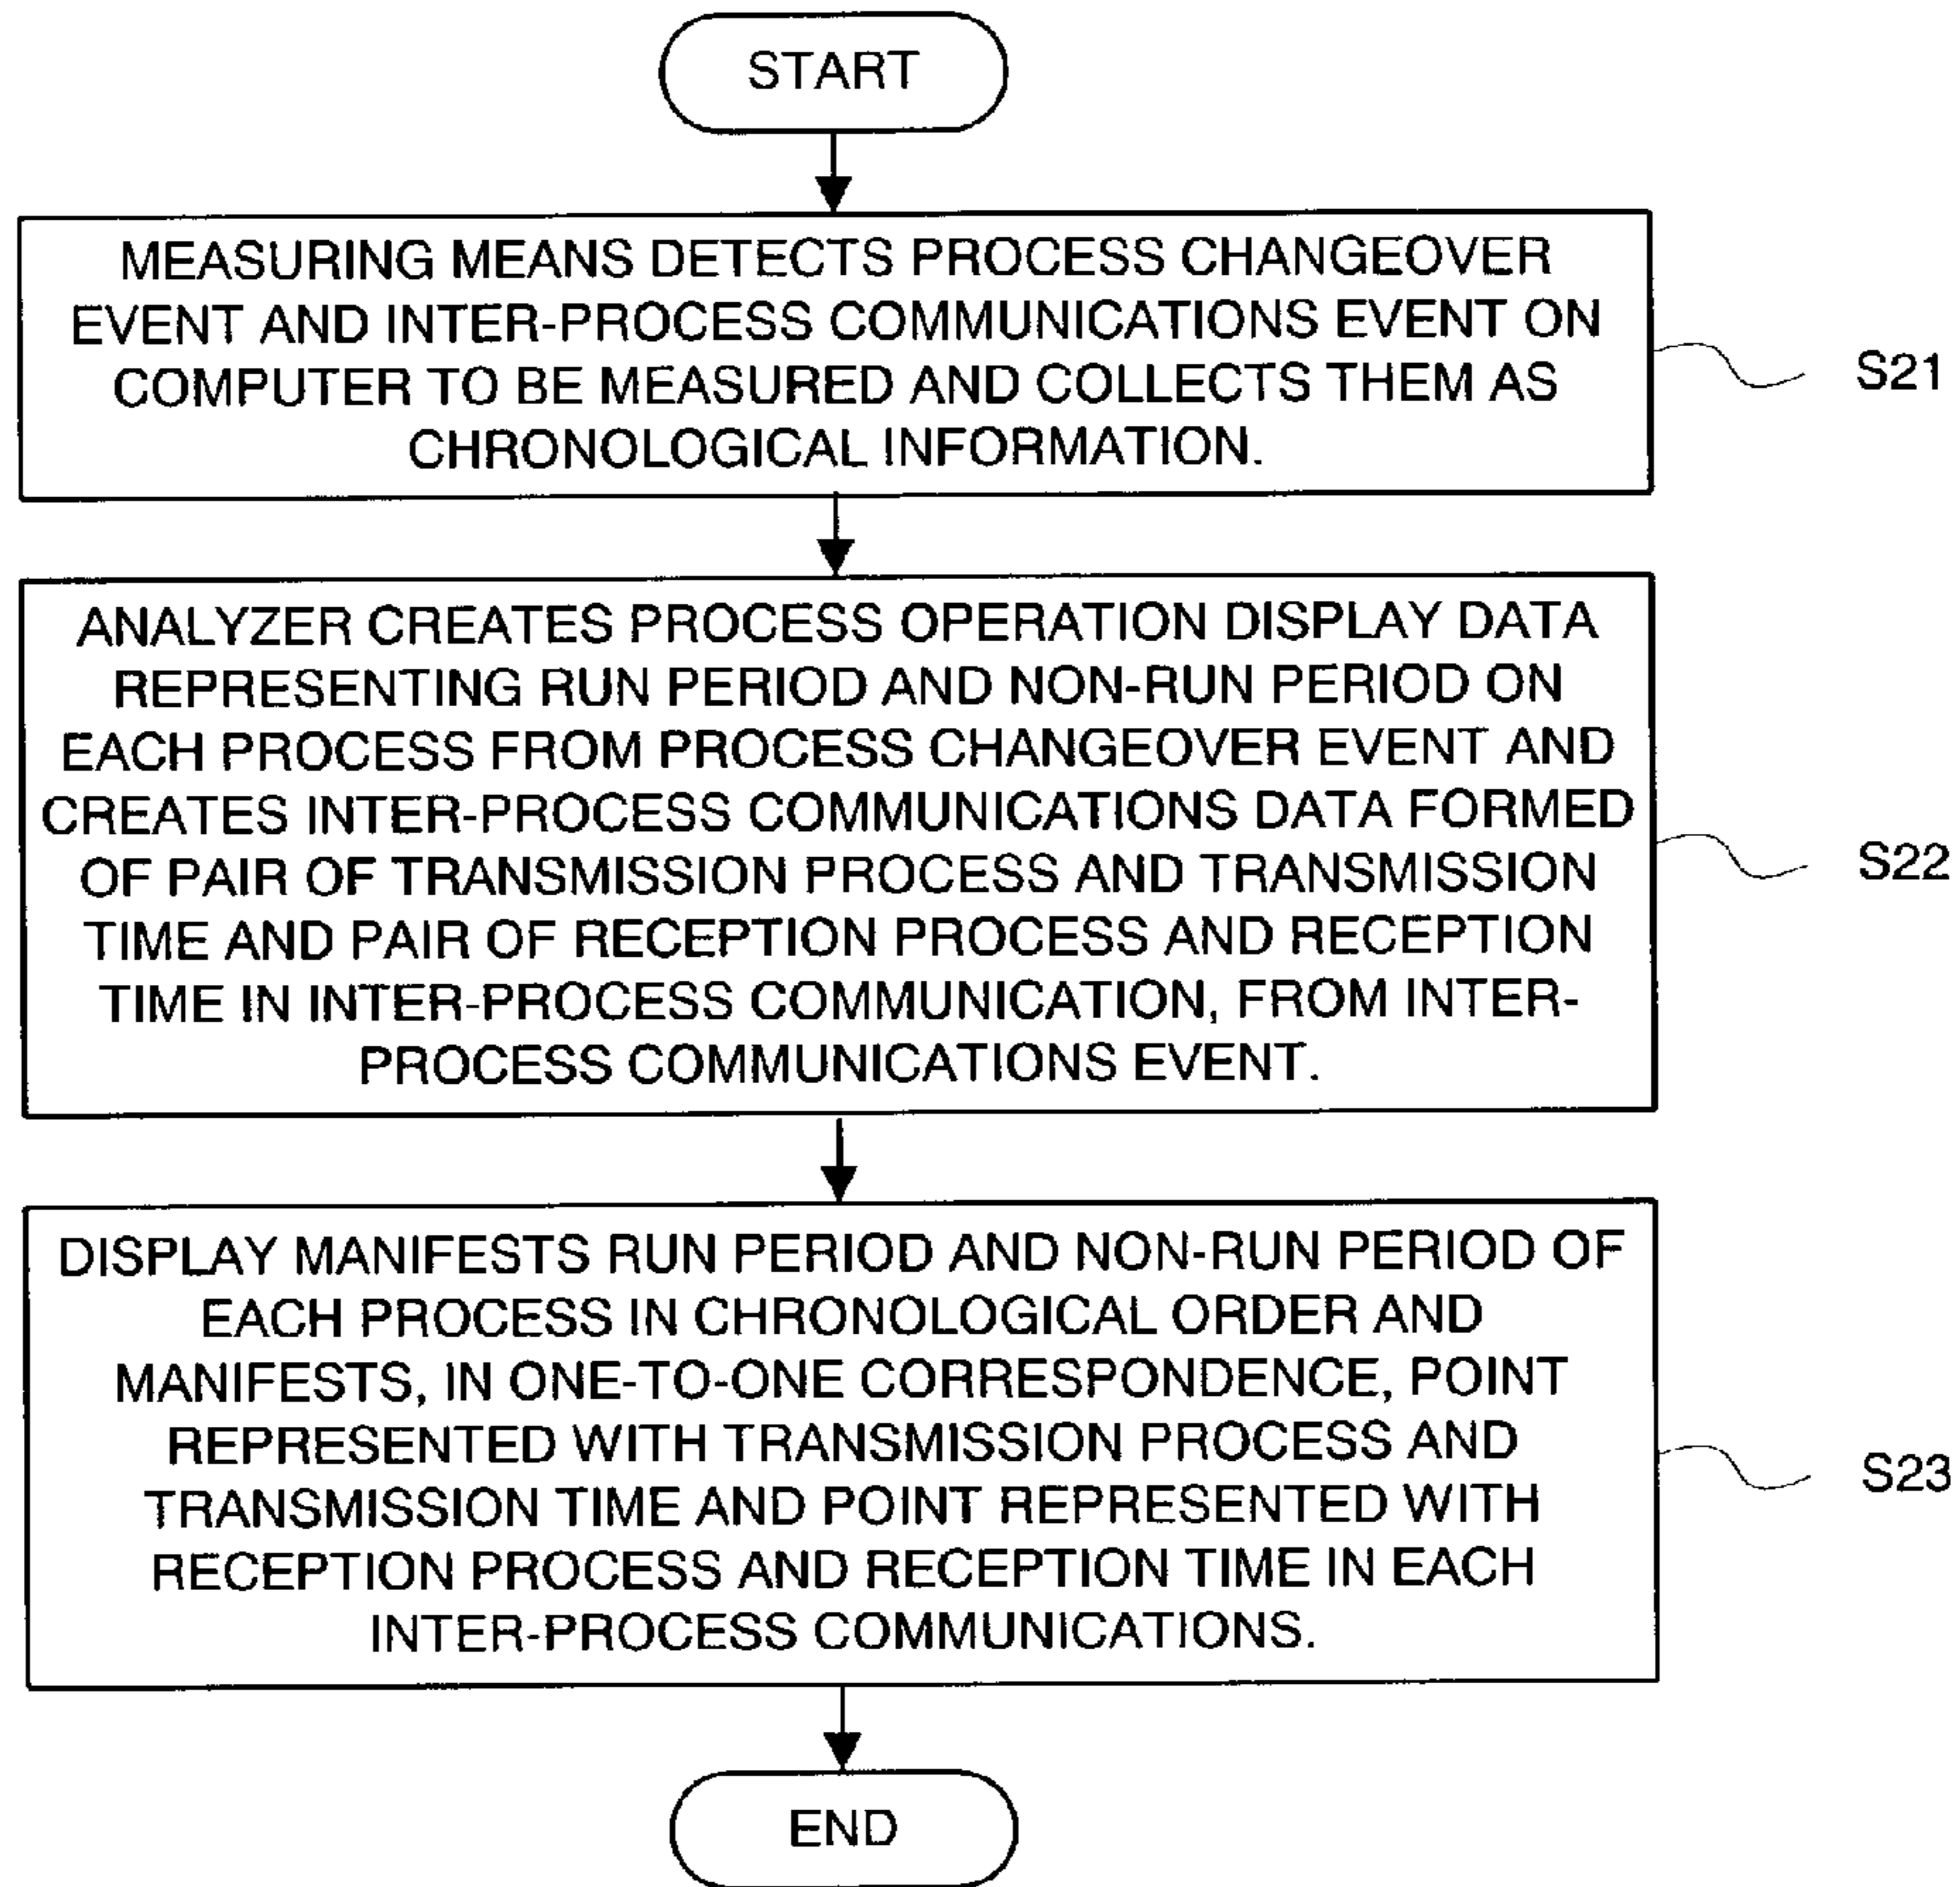 START
MEASURING MEANS DETECTS PROCESS CHANGEOVER
EVENT AND INTER-PROCESS COMMUNICATIONS EVENT ON
COMPUTER TO BE MEASURED AND COLLECTS THEM AS
CHRONOLOGICAL INFORMATION.
S21
ANALYZER CREATES PROCESS OPERATION DISPLAY DATA
REPRESENTING RUN PERIOD AND NON-RUN PERIOD ON
EACH PROCESS FROM PROCESS CHANGEOVER EVENT AND
CREATES INTER-PROCESS COMMUNICATIONS DATA FORMED
OF PAIR OF TRANSMISSION PROCESS AND TRANSMISSION
TIME AND PAIR OF RECEPTION PROCESS AND RECEPTION
TIME IN INTER-PROCESS COMMUNICATION, FROM INTER-
PROCESS COMMUNICATIONS EVENT.
S22
DISPLAY MANIFESTS RUN PERIOD AND NON-RUN PERIOD OF
EACH PROCESS IN CHRONOLOGICAL ORDER AND
MANIFESTS, IN ONE-TO-ONE CORRESPONDENCE, POINT
REPRESENTED WITH TRANSMISSION PROCESS AND
TRANSMISSION TIME AND POINT REPRESENTED WITH
RECEPTION PROCESS AND RECEPTION TIME IN EACH
INTER-PROCESS COMMUNICATIONS.
S23
END